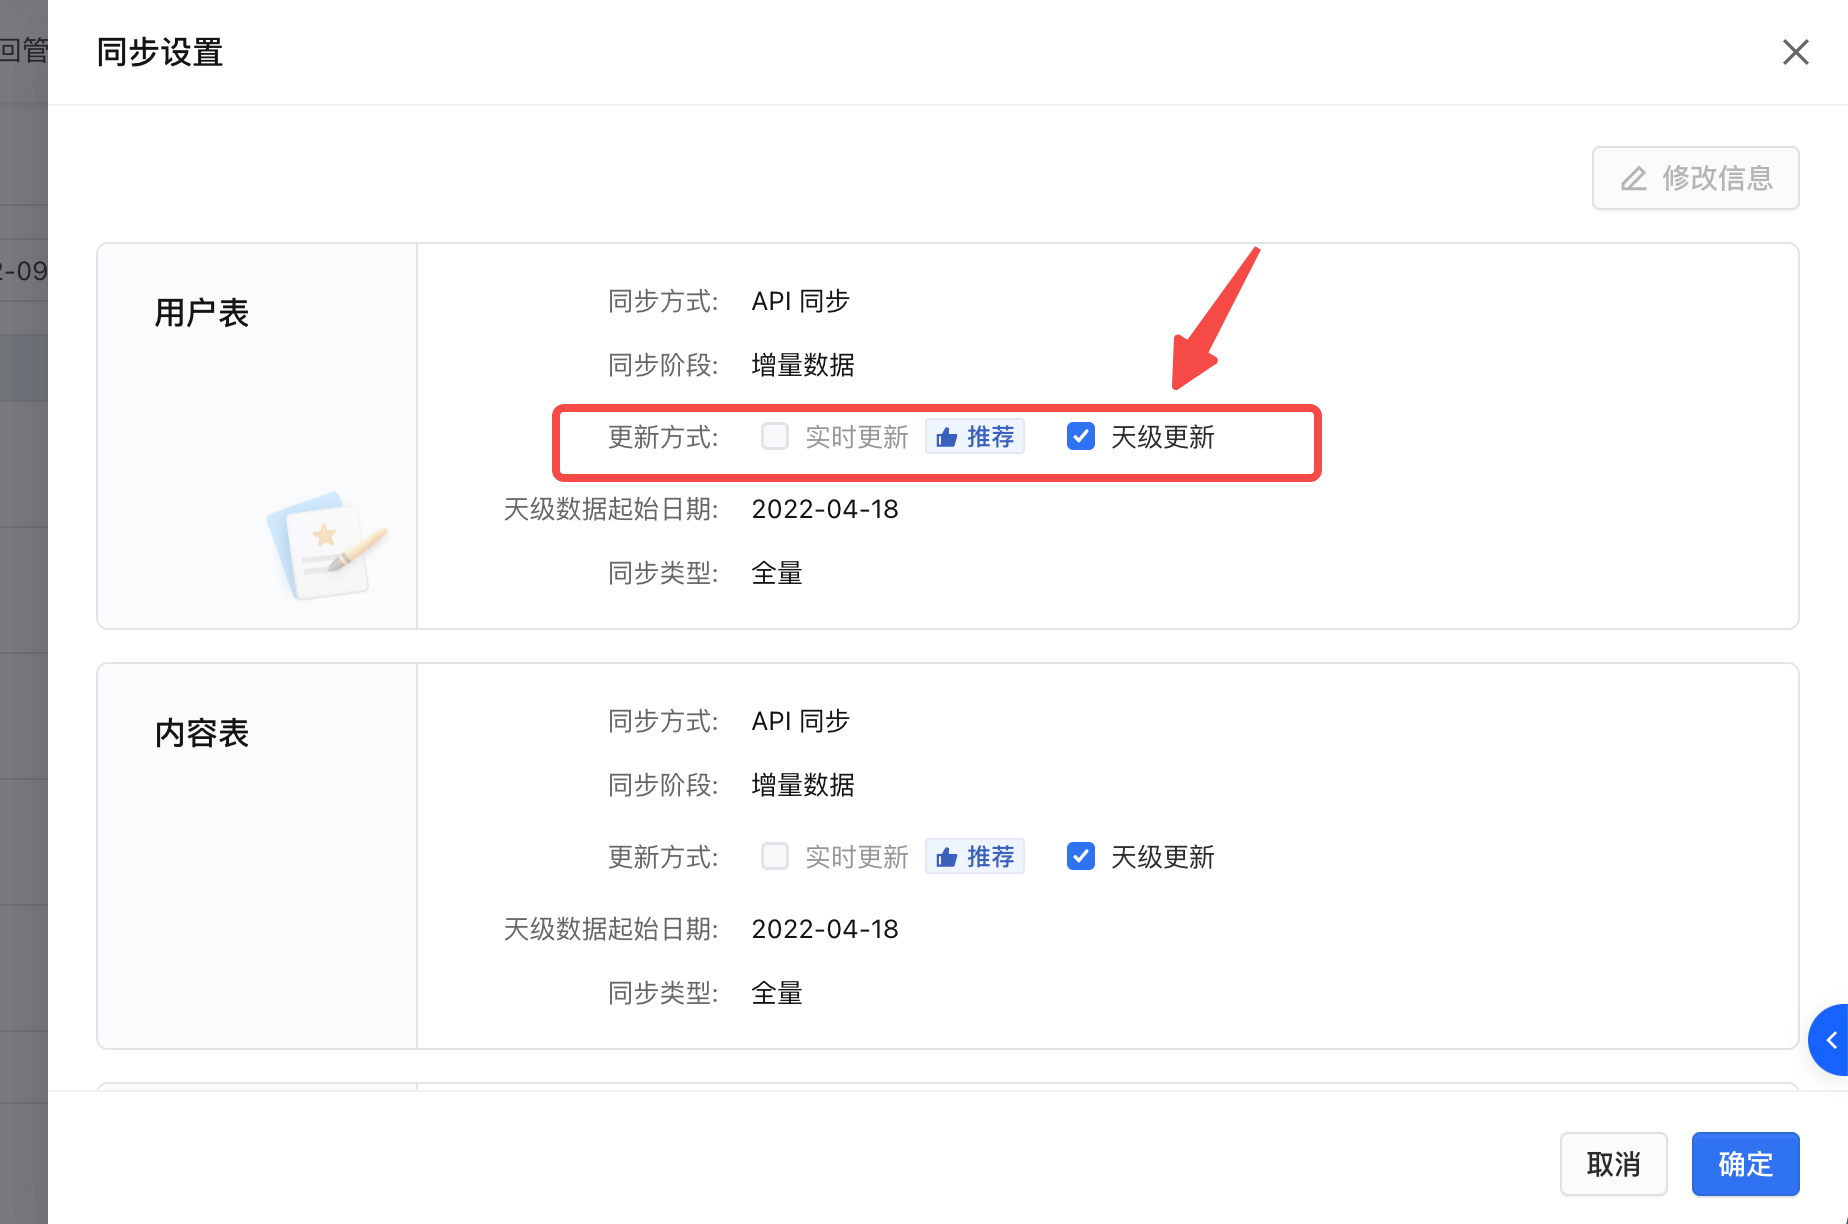 回管
同步设置
修改信息
2-09
用户表
同步方式: API 同步
同步阶段: 增量数据
更新方式: 实时更新 推荐 天级更新
天级数据起始日期: 2022-04-18
同步类型: 全量
内容表
同步方式: API 同步
同步阶段: 增量数据
更新方式: 实时更新 推荐 天级更新
天级数据起始日期: 2022-04-18
同步类型: 全量
取消 确定